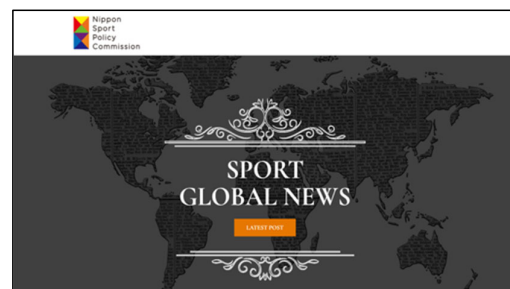 Nippon
Sport
Policy
Commission
SPORT
GLOBAL NEWS
LATEST POST